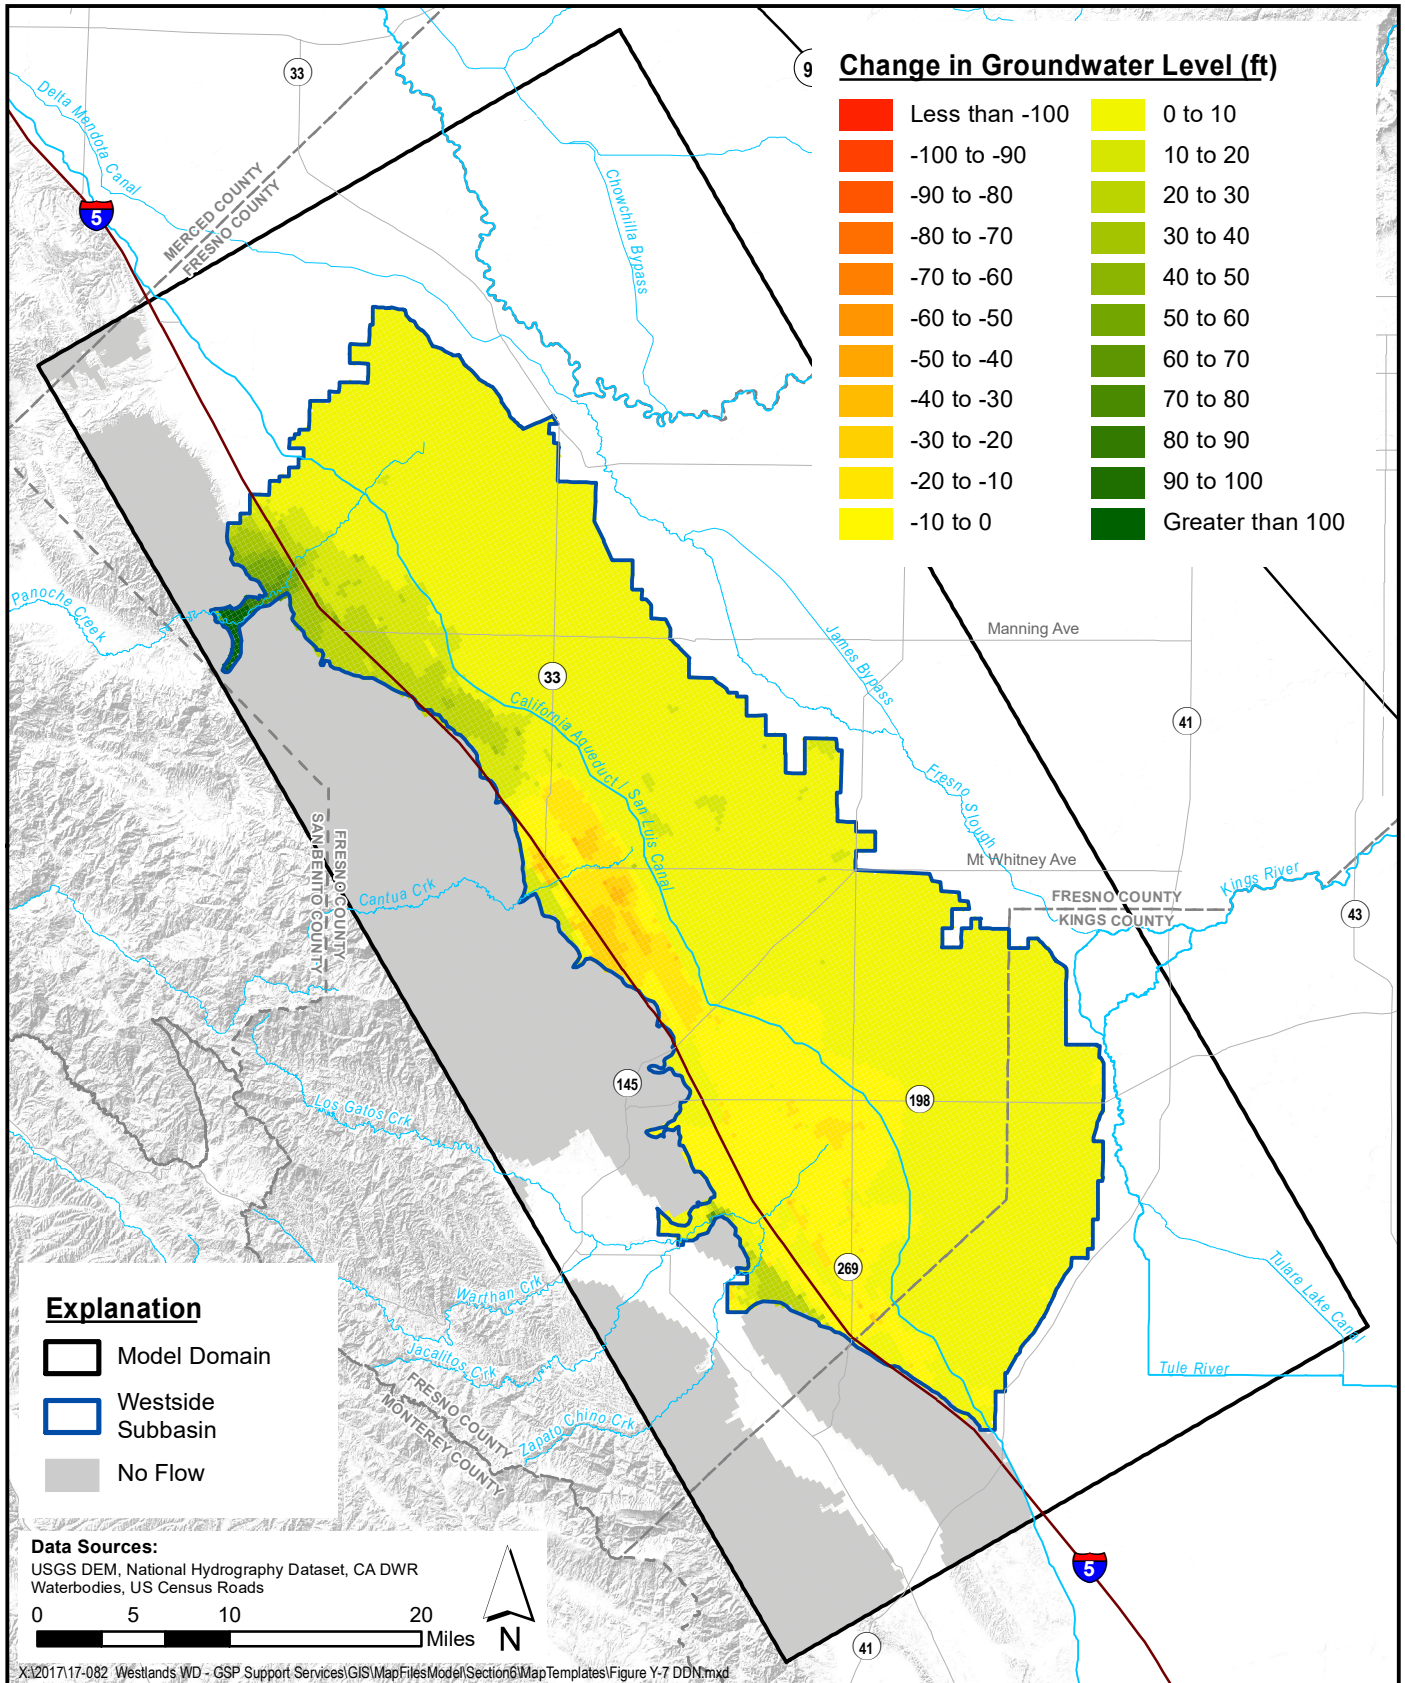 Change in Groundwater Level (ft)
Less than -100
-100 to -90
-90 to -80
-80 to -70
-70 to -60
-60 to -50
-50 to -40
-40 to -30
-30 to -20
-20 to -10
-10 to 0
0 to 10
10 to 20
20 to 30
30 to 40
40 to 50
50 to 60
60 to 70
70 to 80
80 to 90
90 to 100
Greater than 100
33
9
Delta Mendota Canal
5
MERCED COUNTY
FRESNO COUNTY
Chowchilla Bypass
Panoche Creek
James Bypass
Manning Ave
33
41
California Aqueduct / San Luis Canal
Fresno Slough
SAN BENITO COUNTY
FRESNO COUNTY
Mt Whitney Ave
Kings River
Cantua Crk
FRESNO COUNTY
KINGS COUNTY
43
145
198
Los Gatos Crk
269
Warthan Crk
Tulare Lake Canal
Jacalitos Crk
Tule River
FRESNO COUNTY
MONTEREY COUNTY
Zapato Chino Crk
5
41
Explanation
Model Domain
Westside
Subbasin
No Flow
Data Sources:
USGS DEM, National Hydrography Dataset, CA DWR
Waterbodies, US Census Roads
0 5 10 20
Miles
N
X:\2017\17-082 Westlands WD - GSP Support Services\GIS\MapFilesModel\Section6\MapTemplates\Figure Y-7 DDN.mxd